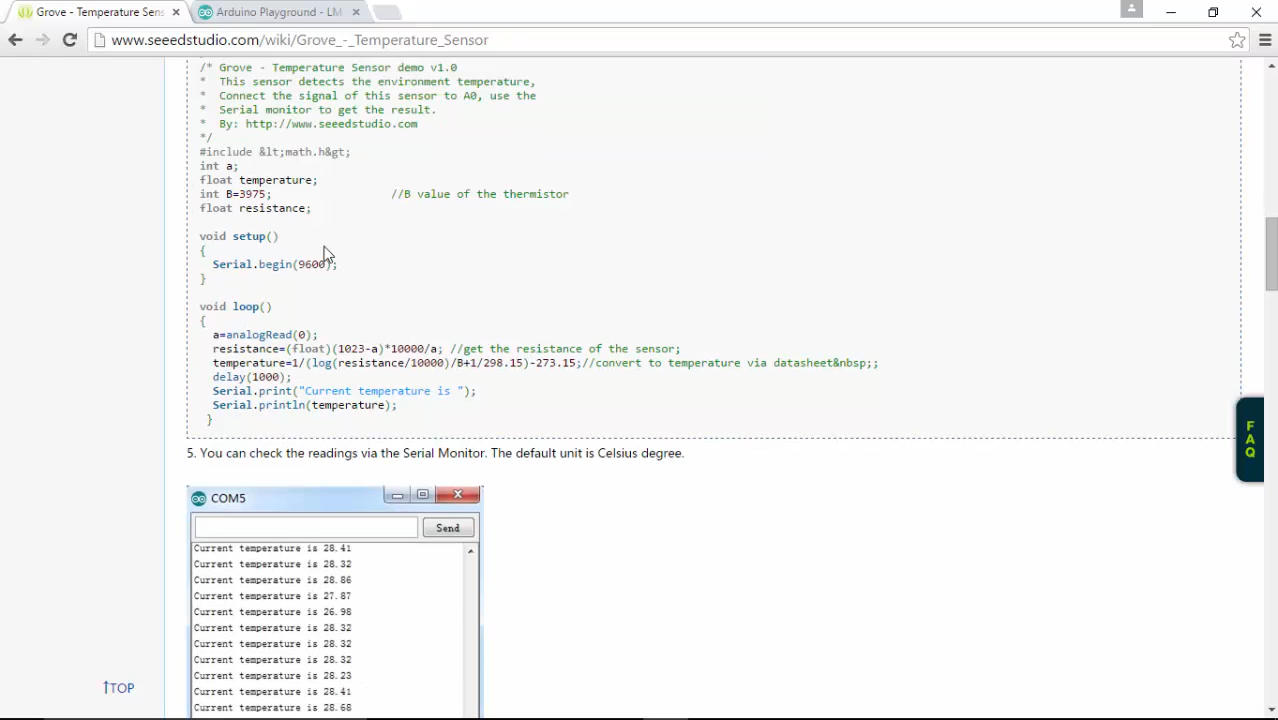 Grove - Temperature Sens
Arduino Playground - LM
www.seeedstudio.com/wiki/Grove_-_Temperature_Sensor
/* Grove - Temperature Sensor demo v1.0
*  This sensor detects the environment temperature,
*  Connect the signal of this sensor to A0, use the
*  Serial monitor to get the result.
*  By: http://www.seeedstudio.com
*/
#include &lt;math.h&gt;
int a;
float temperature;
int B=3975;                  //B value of the thermistor
float resistance;
void setup()
{
Serial.begin(9600);
}
void loop()
{
a=analogRead(0);
resistance=(float)(1023-a)*10000/a; //get the resistance of the sensor;
temperature=1/(log(resistance/10000)/B+1/298.15)-273.15;//convert to temperature via datasheet&nbsp;;
delay(1000);
Serial.print("Current temperature is ");
Serial.println(temperature);
}
5. You can check the readings via the Serial Monitor. The default unit is Celsius degree.
COM5
Send
Current temperature is 28.41
Current temperature is 28.32
Current temperature is 28.86
Current temperature is 27.87
Current temperature is 26.98
Current temperature is 28.32
Current temperature is 28.32
Current temperature is 28.32
Current temperature is 28.23
Current temperature is 28.41
Current temperature is 28.68
↑TOP
FAQ